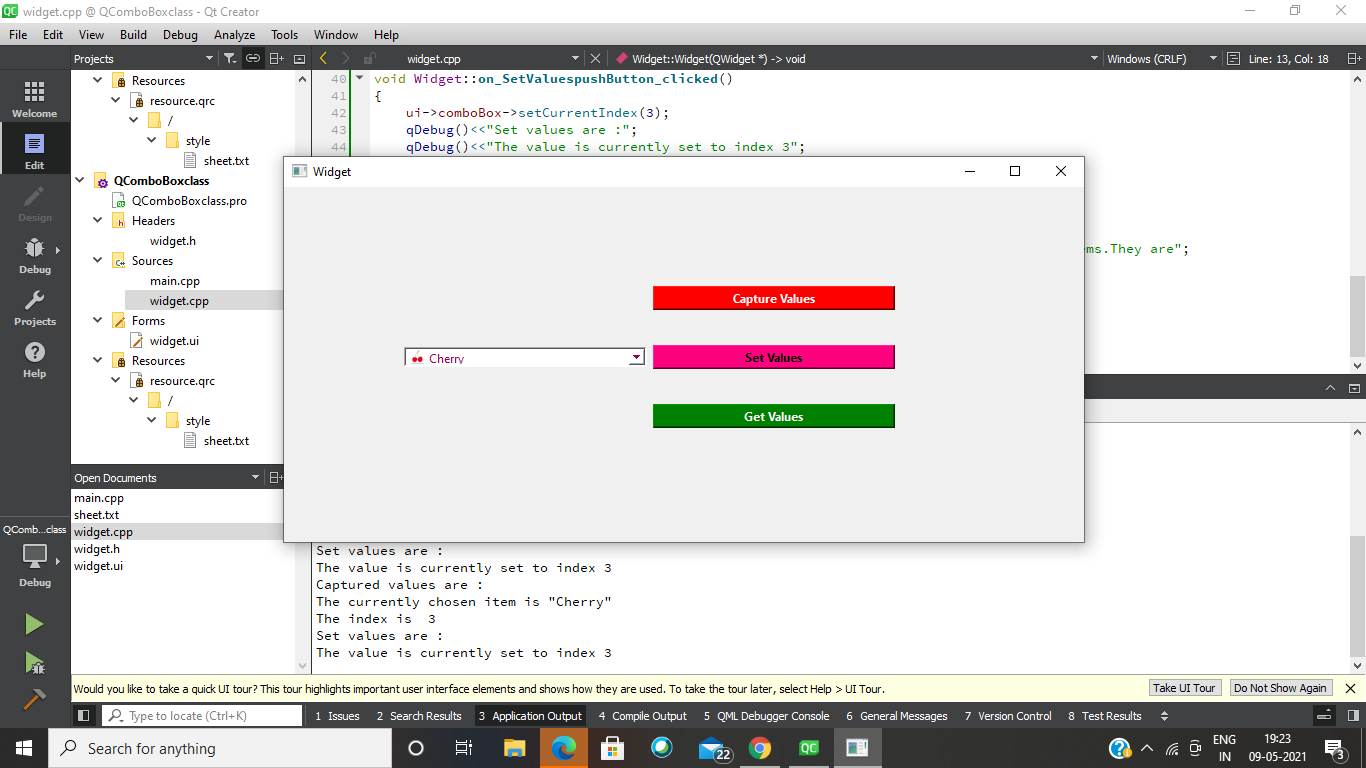 QC widget.cpp @ QComboBoxclass - Qt Creator
File Edit View Build Debug Analyze Tools Window Help
Projects widget.cpp Widget::Widget(QWidget *) -> void Windows (CRLF) Line: 13, Col: 18
Welcome
Edit
Design
Debug
Projects
Help
QComb...class
Debug
Resources
resource.qrc
/
style
sheet.txt
QComboBoxclass
QComboBoxclass.pro
Headers
widget.h
Sources
main.cpp
widget.cpp
Forms
widget.ui
Resources
resource.qrc
/
style
sheet.txt
Open Documents
main.cpp
sheet.txt
widget.cpp
widget.h
widget.ui
40 void Widget::on_SetValuespushButton_clicked()
41 {
42 ui->comboBox->setCurrentIndex(3);
43 qDebug()<<"Set values are :";
44 qDebug()<<"The value is currently set to index 3";
ms.They are";
Widget
Capture Values
Cherry Set Values
Get Values
Set values are :
The value is currently set to index 3
Captured values are :
The currently chosen item is "Cherry"
The index is 3
Set values are :
The value is currently set to index 3
Would you like to take a quick UI tour? This tour highlights important user interface elements and shows how they are used. To take the tour later, select Help > UI Tour. Take UI Tour Do Not Show Again
Type to locate (Ctrl+K) 1 Issues 2 Search Results 3 Application Output 4 Compile Output 5 QML Debugger Console 6 General Messages 7 Version Control 8 Test Results
Search for anything 22 QC ENG 19:23
IN 09-05-2021 3